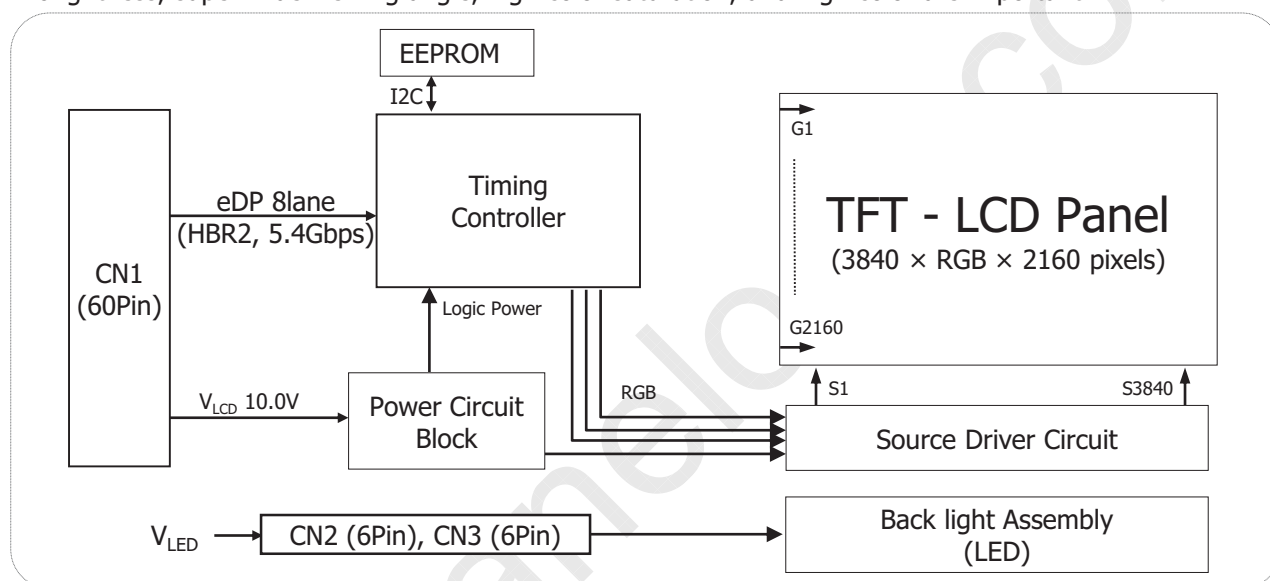 EEPROM
I2C
CN1
(60Pin)
eDP 8lane
(HBR2, 5.4Gbps)
Timing
Controller
G1
TFT - LCD Panel
(3840 × RGB × 2160 pixels)
G2160
Logic Power
V_LCD 10.0V
Power Circuit
Block
RGB
S1
S3840
Source Driver Circuit
V_LED
CN2 (6Pin), CN3 (6Pin)
Back light Assembly
(LED)